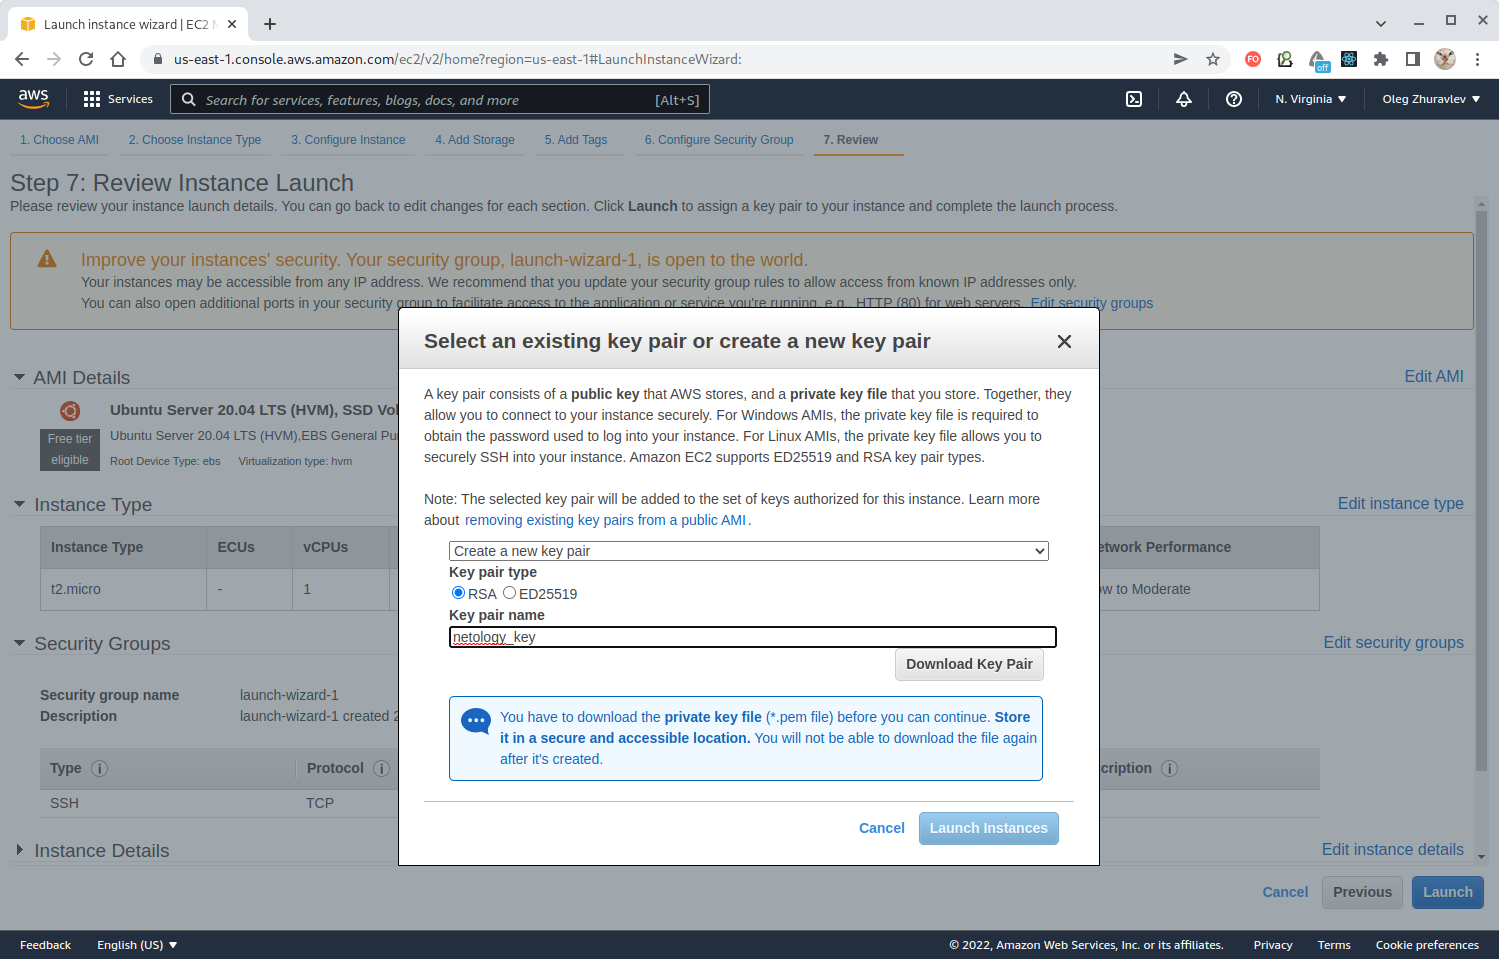 Launch instance wizard | EC2 M
us-east-1.console.aws.amazon.com/ec2/v2/home?region=us-east-1#LaunchInstanceWizard:
FO
off
aws
Services
Search for services, features, blogs, docs, and more
[Alt+S]
N. Virginia
Oleg Zhuravlev
1. Choose AMI
2. Choose Instance Type
3. Configure Instance
4. Add Storage
5. Add Tags
6. Configure Security Group
7. Review
Step 7: Review Instance Launch
Please review your instance launch details. You can go back to edit changes for each section. Click Launch to assign a key pair to your instance and complete the launch process.
Improve your instances' security. Your security group, launch-wizard-1, is open to the world.
Your instances may be accessible from any IP address. We recommend that you update your security group rules to allow access from known IP addresses only.
You can also open additional ports in your security group to facilitate access to the application or service you're running, e.g., HTTP (80) for web servers. Edit security groups
Select an existing key pair or create a new key pair
A key pair consists of a public key that AWS stores, and a private key file that you store. Together, they
allow you to connect to your instance securely. For Windows AMIs, the private key file is required to
obtain the password used to log into your instance. For Linux AMIs, the private key file allows you to
securely SSH into your instance. Amazon EC2 supports ED25519 and RSA key pair types.
Note: The selected key pair will be added to the set of keys authorized for this instance. Learn more
about removing existing key pairs from a public AMI .
Create a new key pair
Key pair type
RSA
ED25519
Key pair name
netology_key
Download Key Pair
You have to download the private key file (*.pem file) before you can continue. Store
it in a secure and accessible location. You will not be able to download the file again
after it's created.
Cancel
Launch Instances
AMI Details
Edit AMI
Ubuntu Server 20.04 LTS (HVM), SSD Vol
Free tier
eligible
Ubuntu Server 20.04 LTS (HVM),EBS General Pu
Root Device Type: ebs
Virtualization type: hvm
Instance Type
Edit instance type
Instance Type
ECUs
vCPUs
etwork Performance
t2.micro
-
1
ow to Moderate
Security Groups
Edit security groups
Security group name
launch-wizard-1
Description
launch-wizard-1 created 2
Type
Protocol
cription
SSH
TCP
Instance Details
Edit instance details
Cancel
Previous
Launch
Feedback
English (US)
© 2022, Amazon Web Services, Inc. or its affiliates.
Privacy
Terms
Cookie preferences